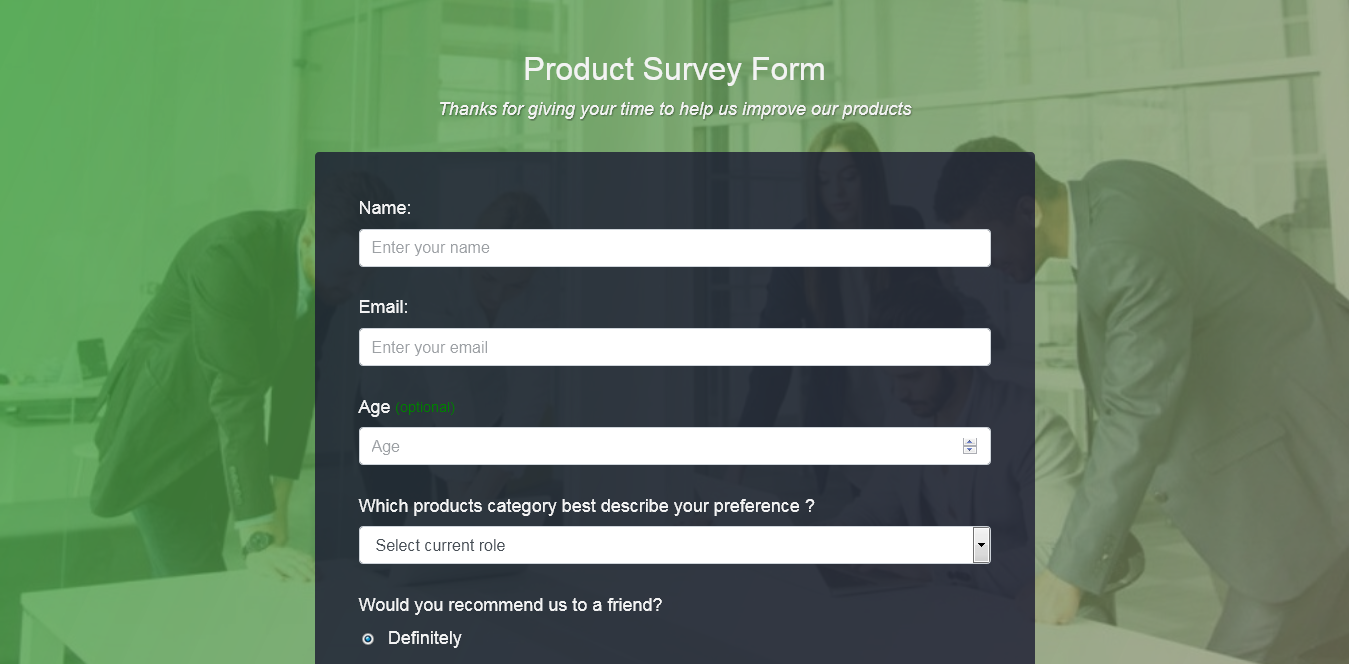 Product Survey Form
Thanks for giving your time to help us improve our products
Name:
Enter your name
Email:
Enter your email
Age (optional)
Age
Which products category best describe your preference ?
Select current role
Would you recommend us to a friend?
Definitely